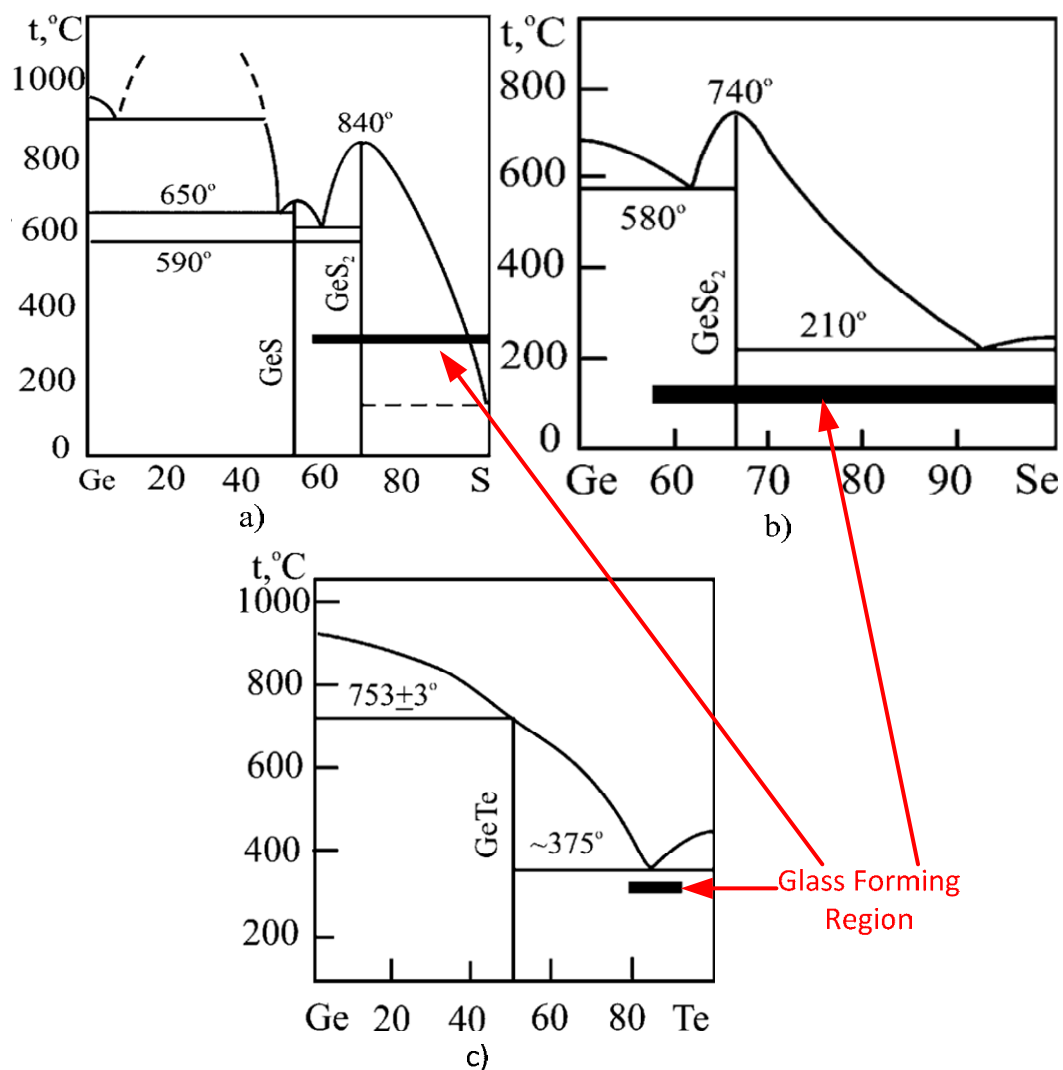 t,°C
1000
800
600
400
200
0
840°
650°
590°
GeS
GeS₂
Ge 20 40 60 80 S
a)
t,°C
800
600
400
200
0
740°
580°
210°
GeSe₂
Ge 60 70 80 90 Se
b)
t,°C
1000
800
600
400
200
753±3°
~375°
GeTe
Ge 20 40 60 80 Te
c)
Glass Forming
Region